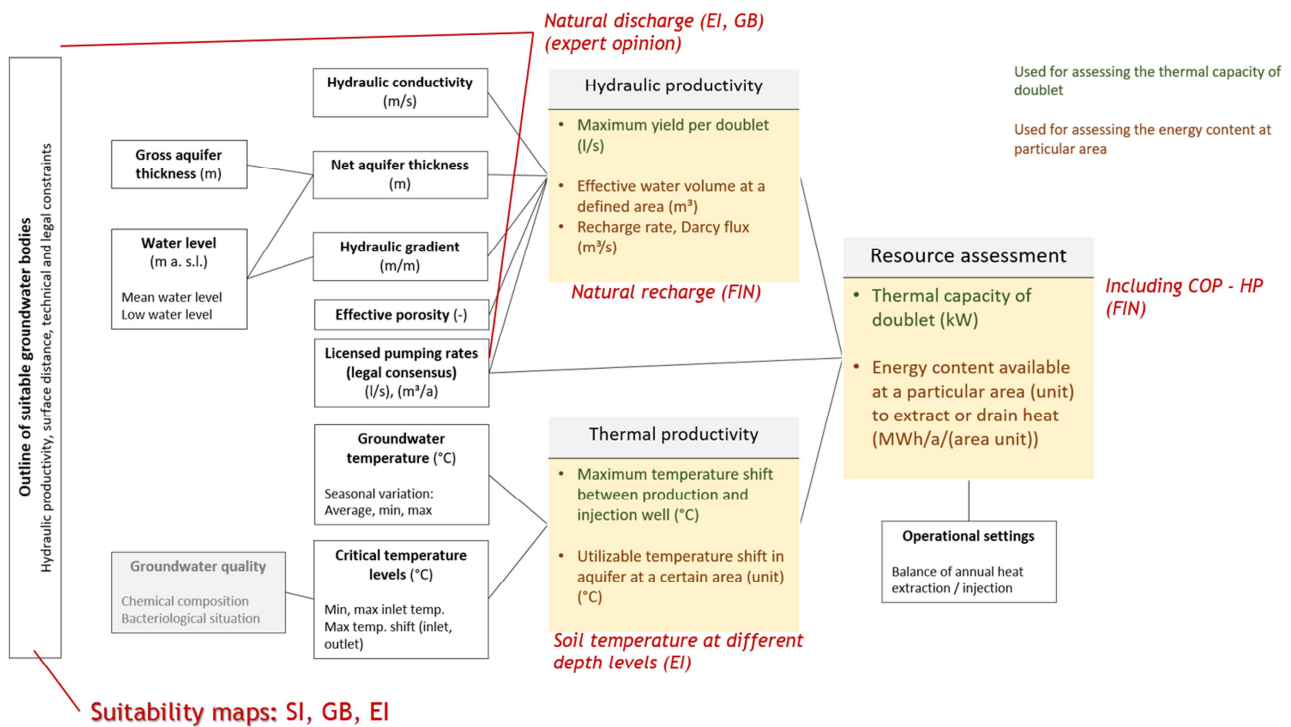 Natural discharge (EI, GB)
(expert opinion)
Outline of suitable groundwater bodies
Hydraulic productivity, surface distance, technical and legal constraints
Gross aquifer
thickness (m)
Water level
(m a. s.l.)
Mean water level
Low water level
Groundwater quality
Chemical composition
Bacteriological situation
Hydraulic conductivity
(m/s)
Net aquifer thickness
(m)
Hydraulic gradient
(m/m)
Effective porosity (-)
Licensed pumping rates
(legal consensus)
(l/s), (m³/a)
Groundwater
temperature (°C)
Seasonal variation:
Average, min, max
Critical temperature
levels (°C)
Min, max inlet temp.
Max temp. shift (inlet,
outlet)
Hydraulic productivity
• Maximum yield per doublet
(l/s)
• Effective water volume at a
defined area (m³)
• Recharge rate, Darcy flux
(m³/s)
Natural recharge (FIN)
Thermal productivity
• Maximum temperature shift
between production and
injection well (°C)
• Utilizable temperature shift in
aquifer at a certain area (unit)
(°C)
Soil temperature at different
depth levels (EI)
Used for assessing the thermal capacity of
doublet
Used for assessing the energy content at
particular area
Resource assessment
• Thermal capacity of
doublet (kW)
• Energy content available
at a particular area (unit)
to extract or drain heat
(MWh/a/(area unit))
Including COP - HP
(FIN)
Operational settings
Balance of annual heat
extraction / injection
Suitability maps: SI, GB, EI